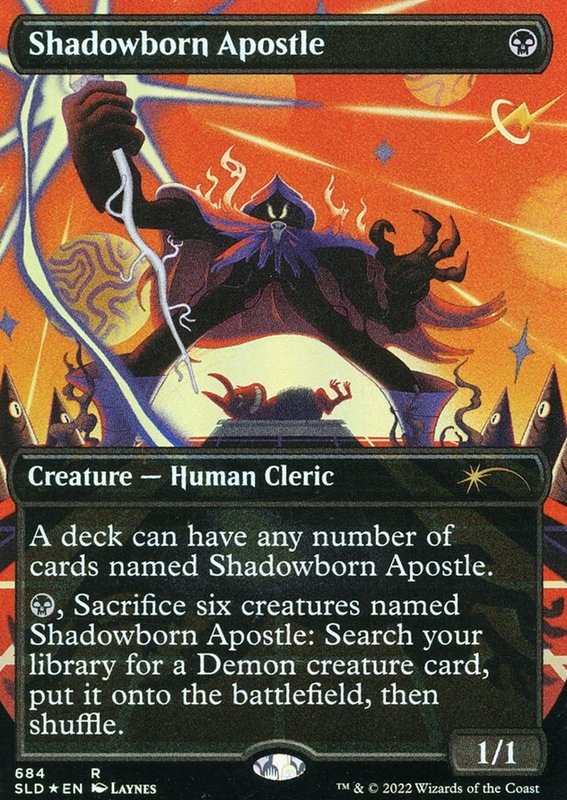 Shadowborn Apostle
Creature — Human Cleric
A deck can have any number of
cards named Shadowborn Apostle.
, Sacrifice six creatures named
Shadowborn Apostle: Search your
library for a Demon creature card,
put it onto the battlefield, then
shuffle.
1/1
684 R
SLD ★ EN LAYNES
™ & © 2022 Wizards of the Coast